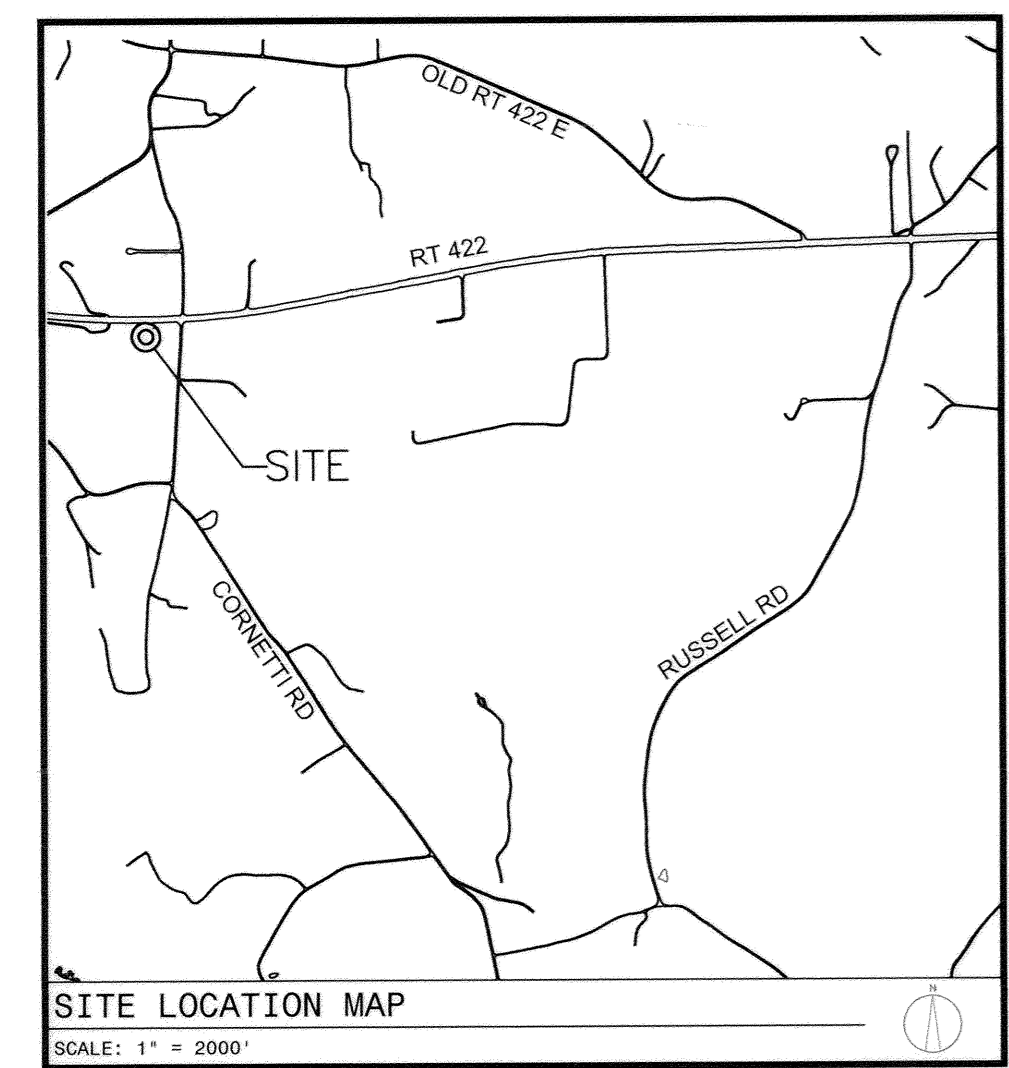 OLD RT 422 E
RT 422
SITE
CORNETTI RD
RUSSELL RD
SITE LOCATION MAP
N
SCALE: 1" = 2000'